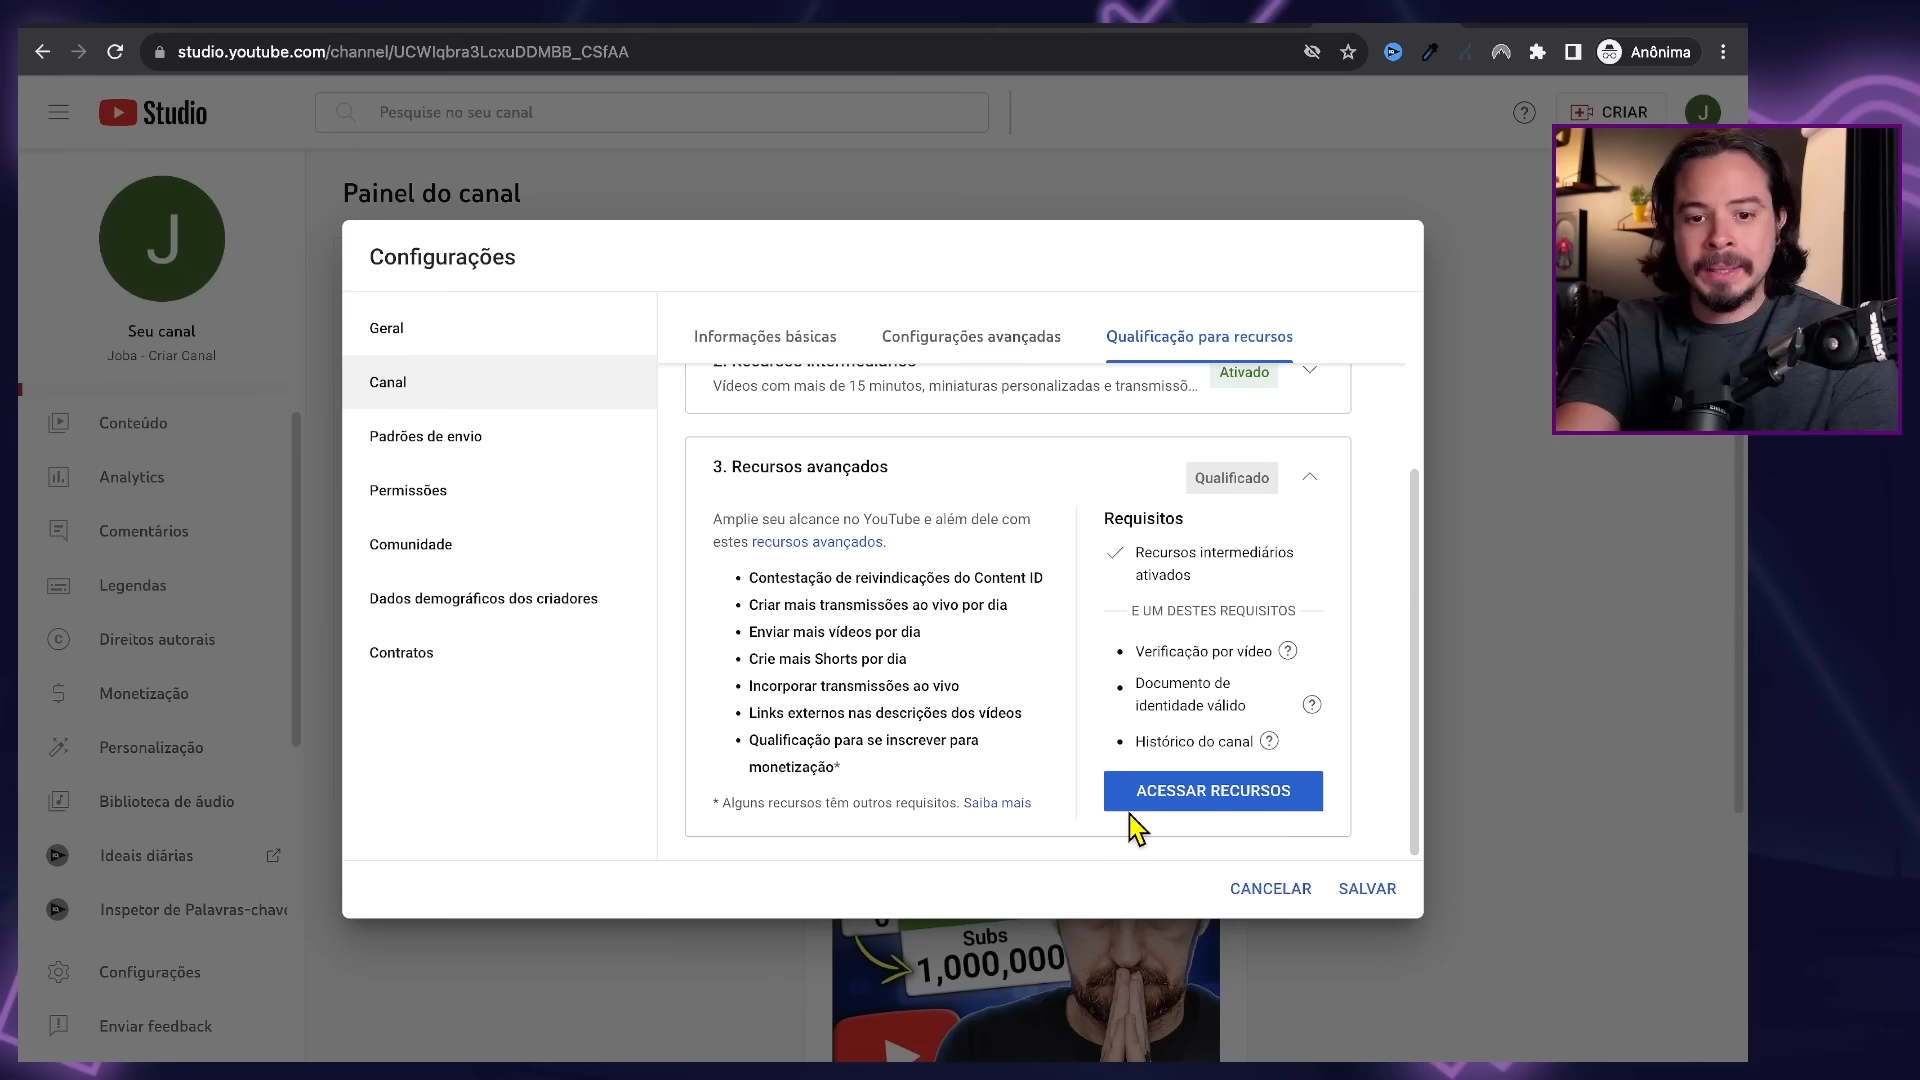 studio.youtube.com/channel/UCWIqbra3LcxuDDMBB_CSfAA
Anônima
Studio
Pesquise no seu canal
CRIAR
J
J
Seu canal
Joba - Criar Canal
Conteúdo
Analytics
Comentários
Legendas
Direitos autorais
Monetização
Personalização
Biblioteca de áudio
Ideais diárias
Inspetor de Palavras-chave
Configurações
Enviar feedback
Painel do canal
Configurações
Geral
Canal
Padrões de envio
Permissões
Comunidade
Dados demográficos dos criadores
Contratos
Informações básicas
Configurações avançadas
Qualificação para recursos
2. Recursos intermediários
Vídeos com mais de 15 minutos, miniaturas personalizadas e transmissõ...
Ativado
3. Recursos avançados
Qualificado
Amplie seu alcance no YouTube e além dele com
estes recursos avançados.
• Contestação de reivindicações do Content ID
• Criar mais transmissões ao vivo por dia
• Enviar mais vídeos por dia
• Crie mais Shorts por dia
• Incorporar transmissões ao vivo
• Links externos nas descrições dos vídeos
• Qualificação para se inscrever para
monetização*
* Alguns recursos têm outros requisitos. Saiba mais
Requisitos
Recursos intermediários
ativados
E UM DESTES REQUISITOS
• Verificação por vídeo
• Documento de
identidade válido
• Histórico do canal
ACESSAR RECURSOS
CANCELAR
SALVAR
Subs
1,000,000